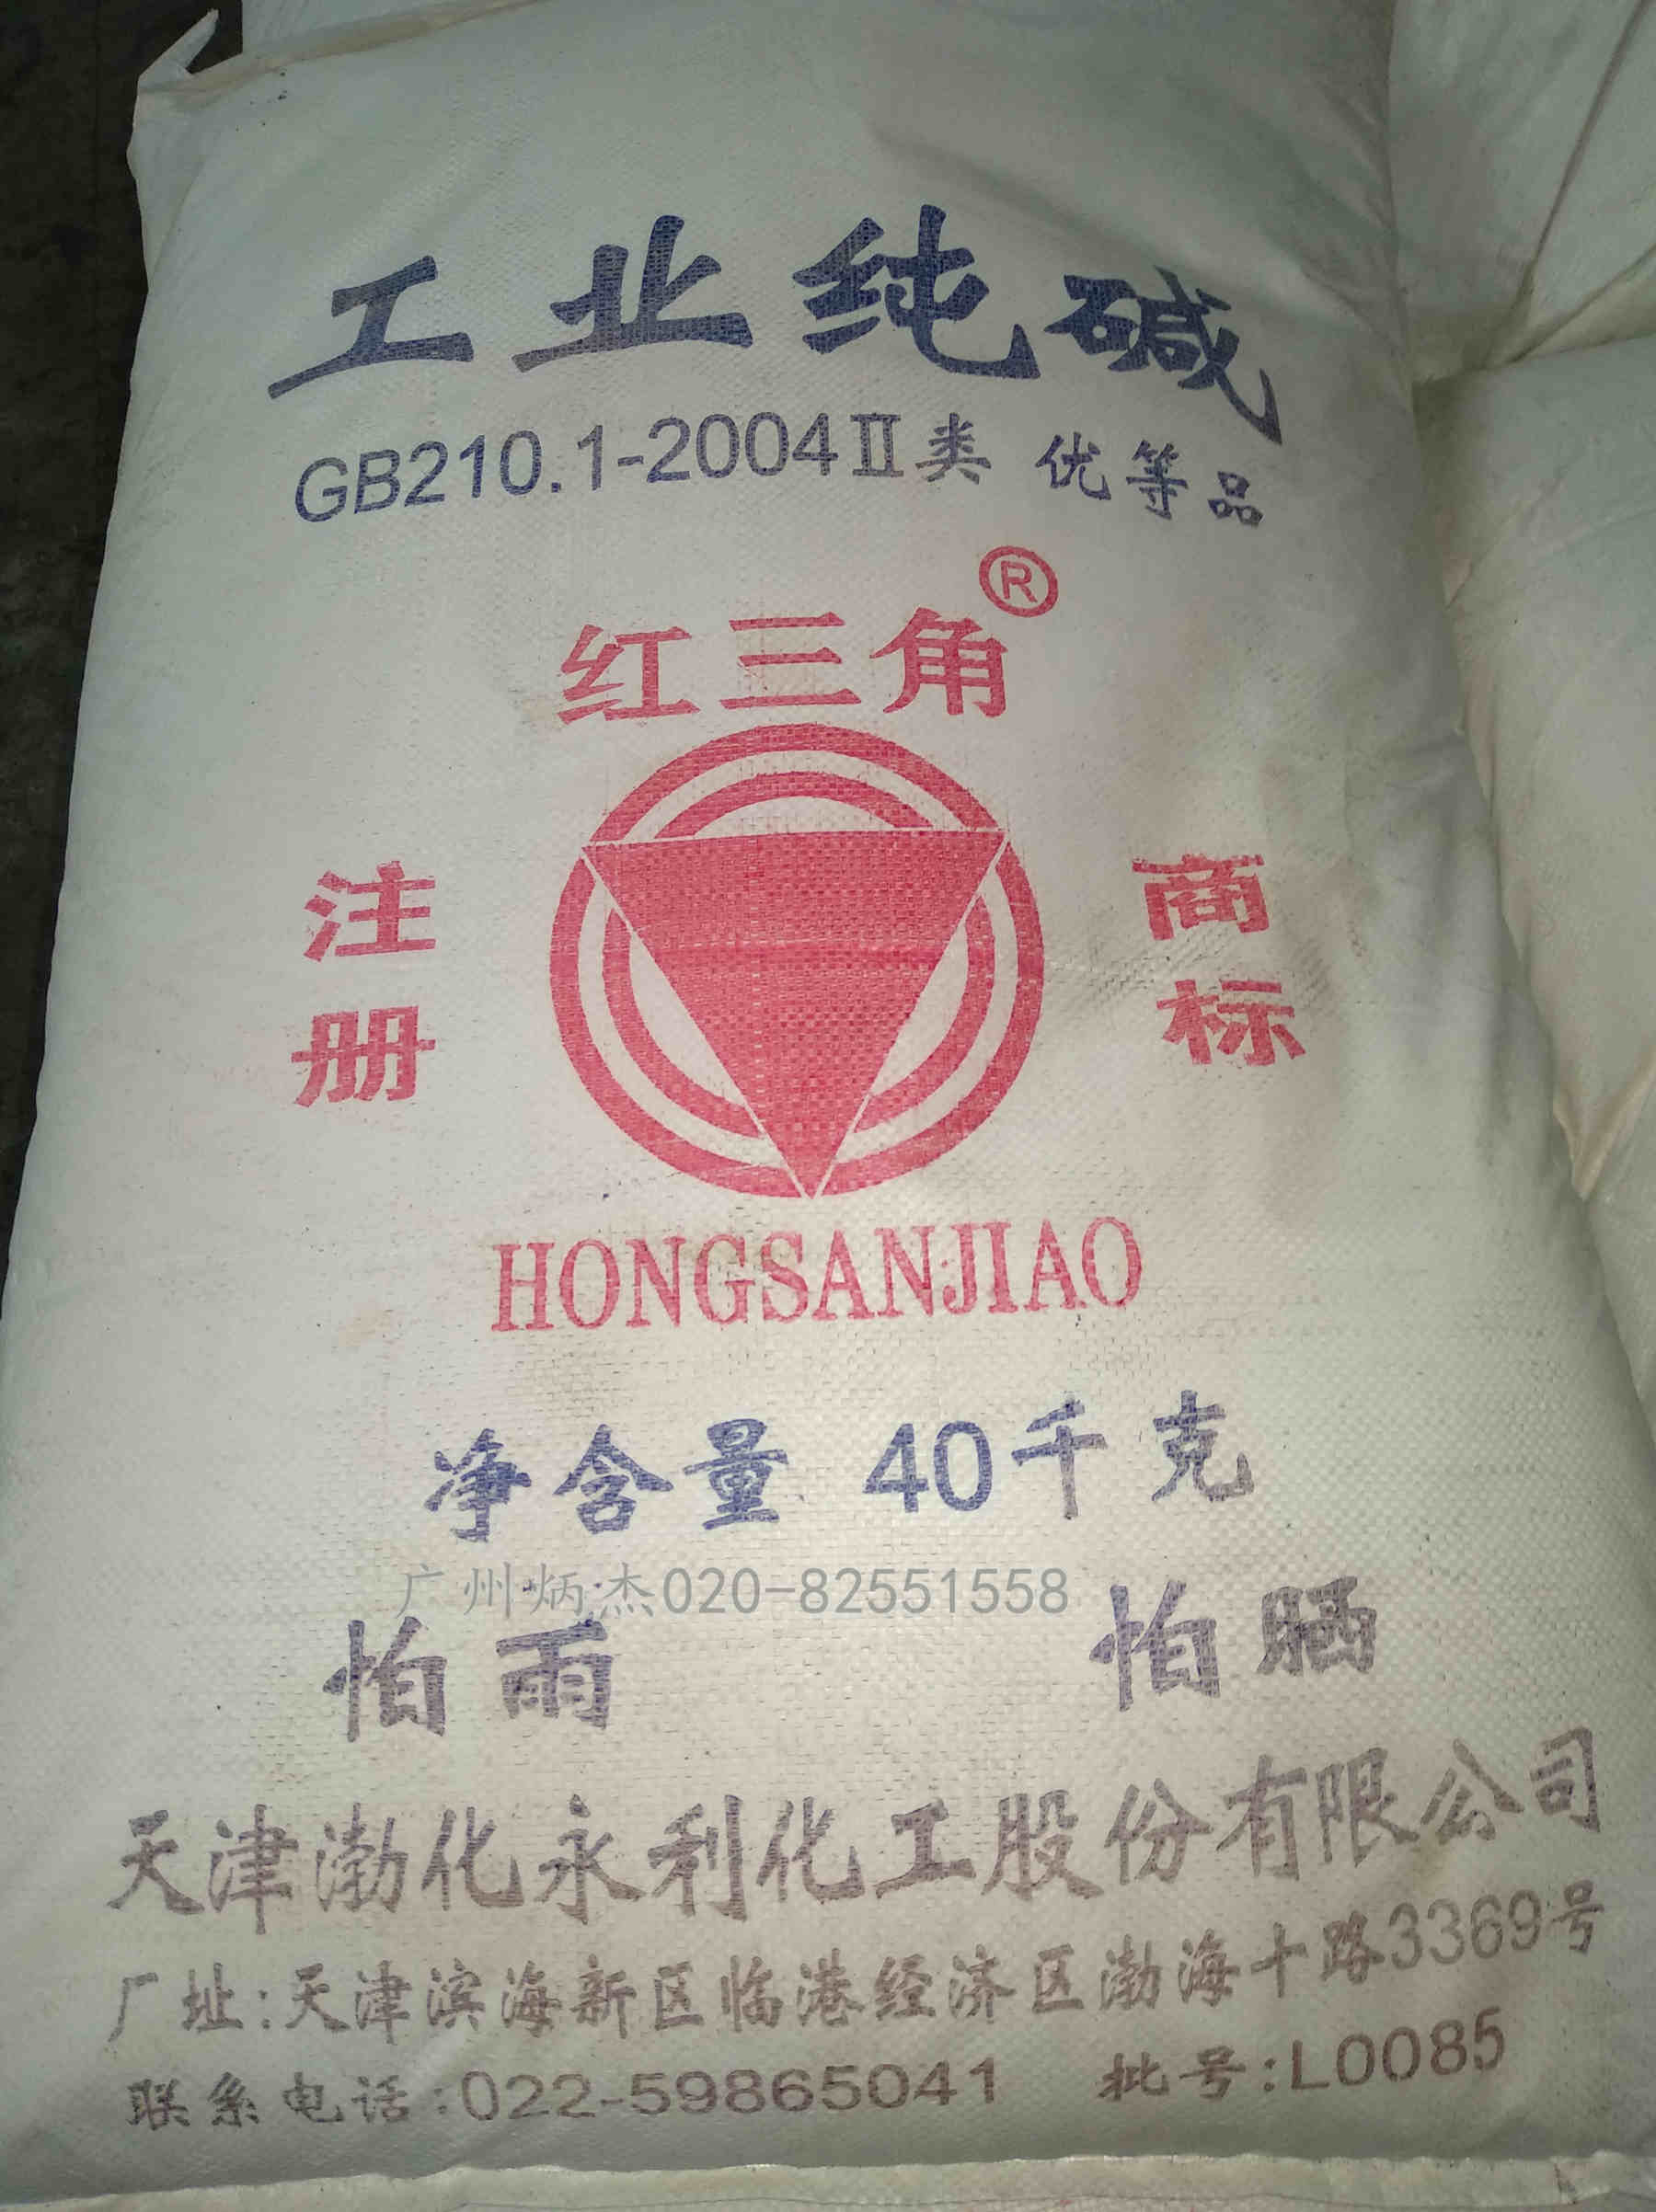 工业纯碱
GB210.1-2004Ⅱ类 优等品
红三角®
注册 商标
HONGSANJIAO
净含量 40千克
广州炳杰020-82551558
怕雨 怕晒
天津渤化永利化工股份有限公司
厂址:天津滨海新区临港经济区渤海十路3369号
联系电话:022-59865041 批号:L0085